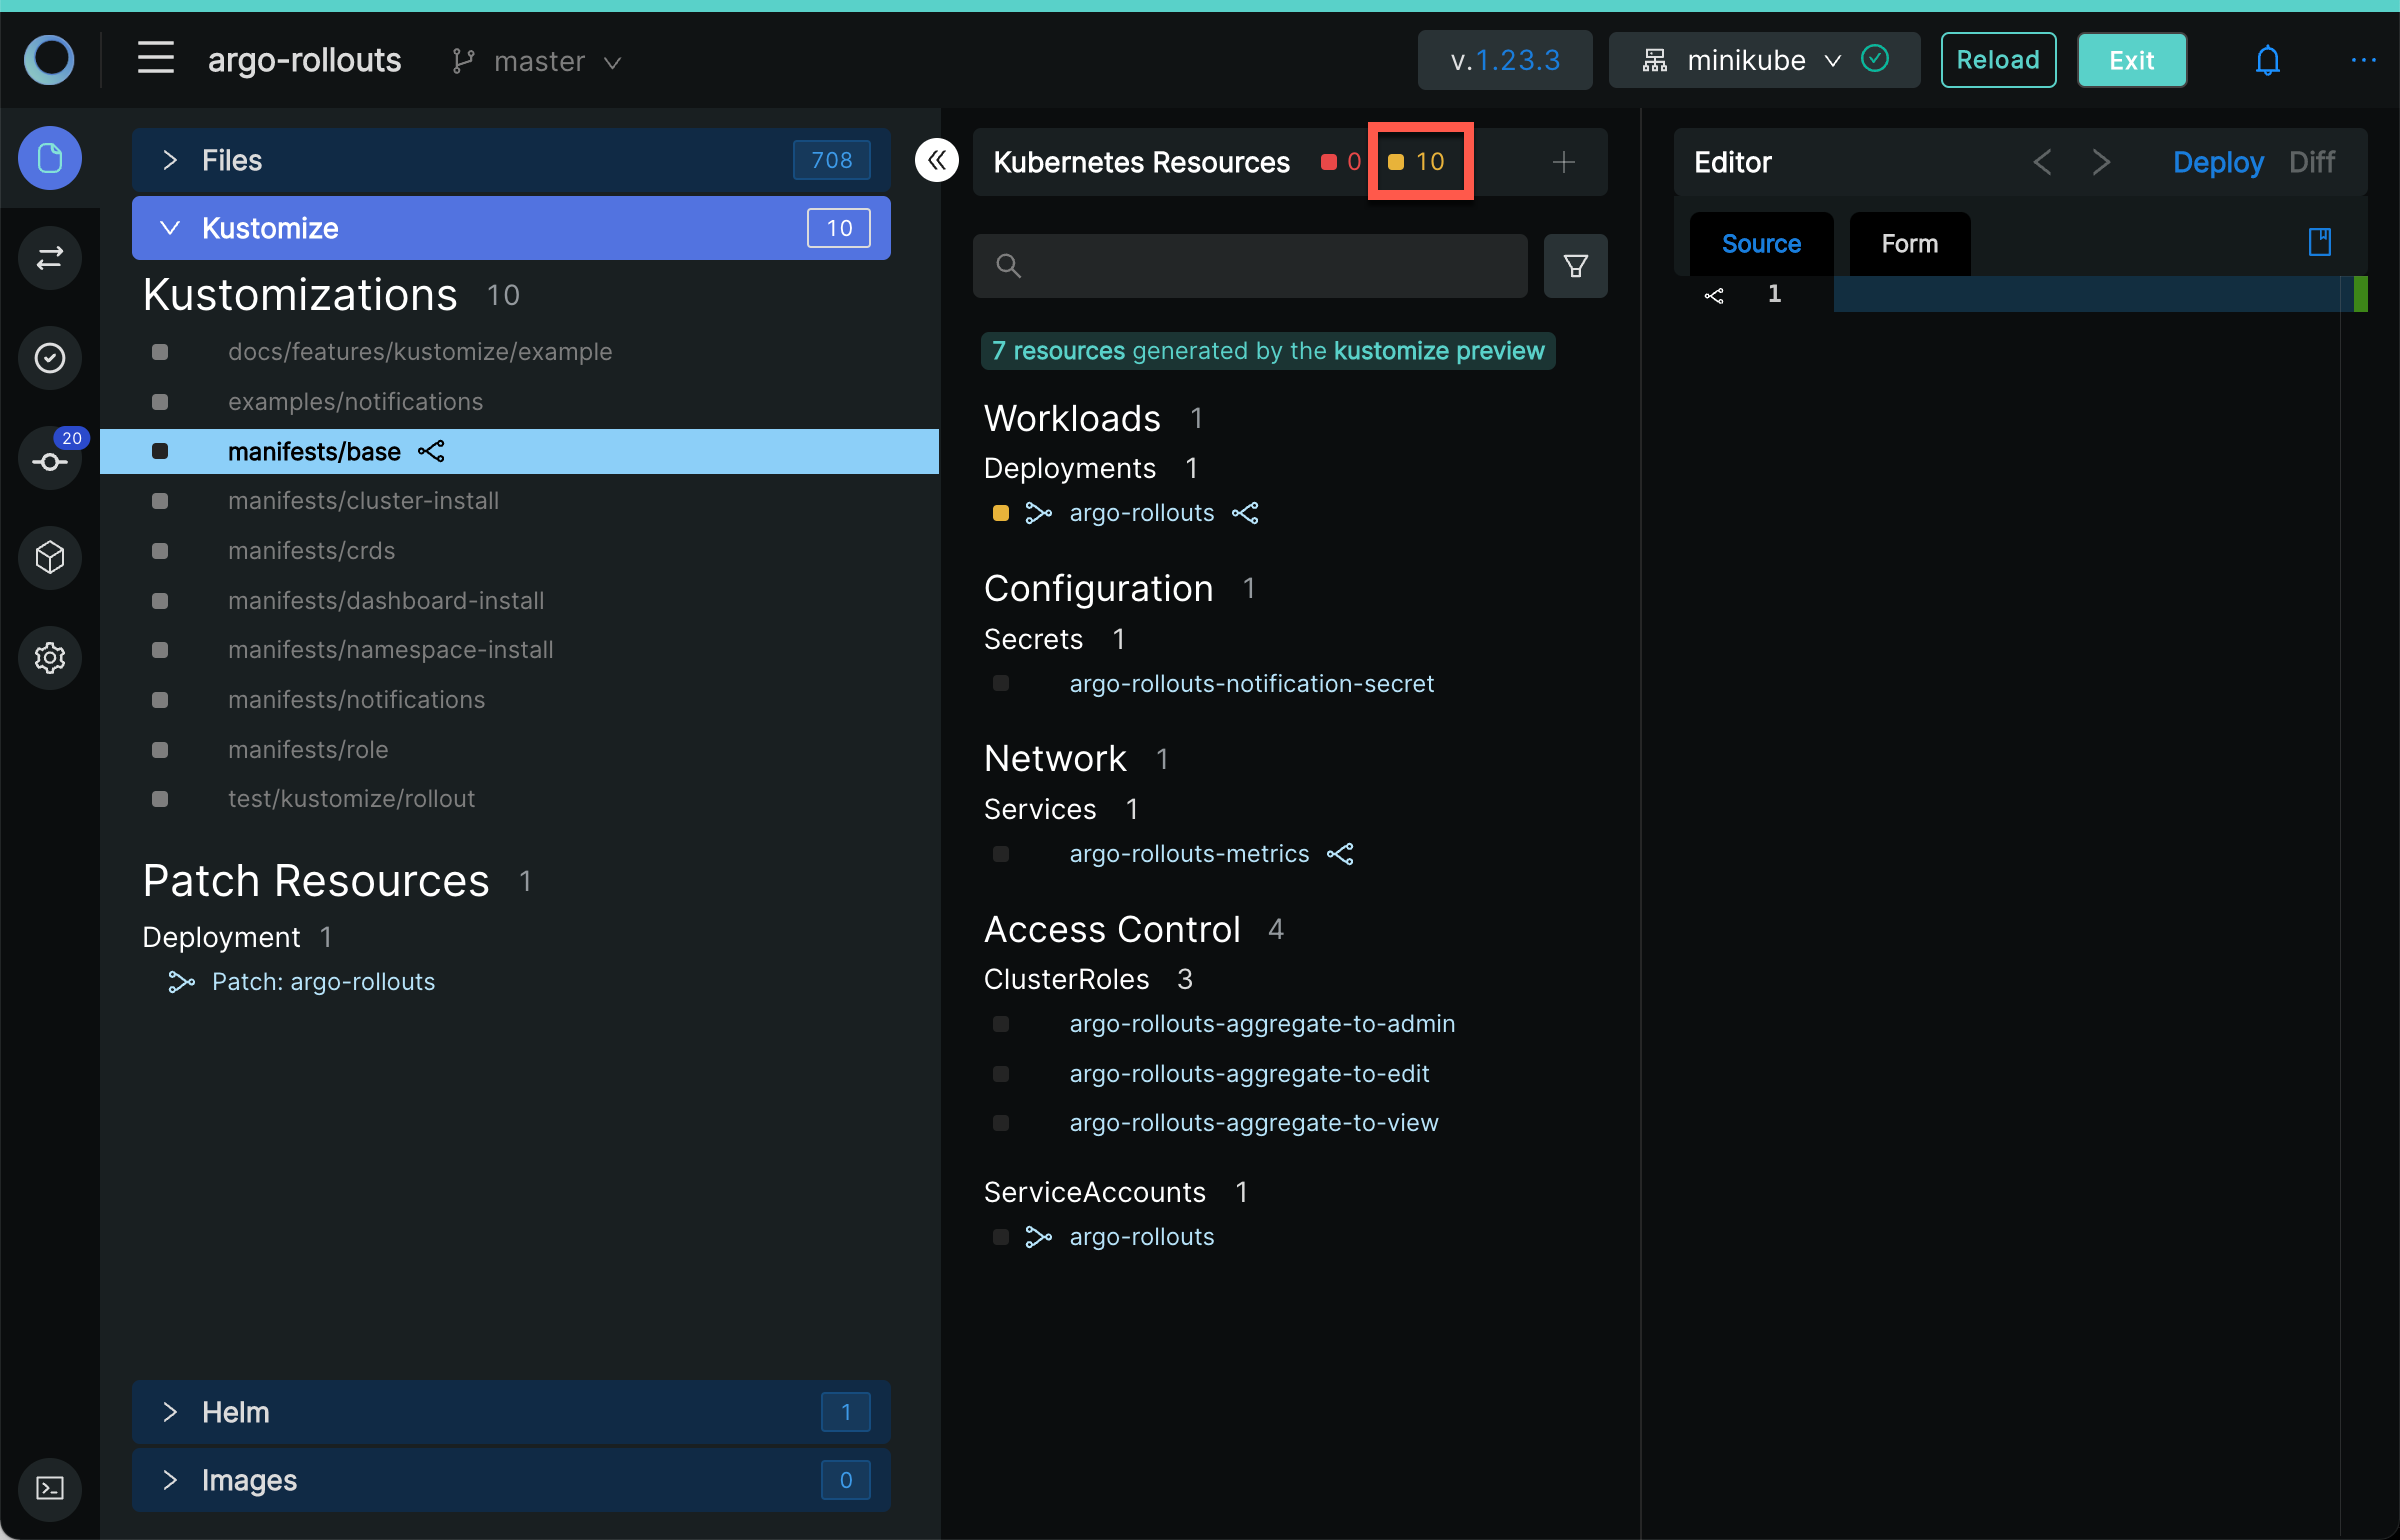 argo-rollouts
master
v.1.23.3
minikube
Reload
Exit
20
Files
708
Kustomize
10
Kustomizations 10
docs/features/kustomize/example
examples/notifications
manifests/base
manifests/cluster-install
manifests/crds
manifests/dashboard-install
manifests/namespace-install
manifests/notifications
manifests/role
test/kustomize/rollout
Patch Resources 1
Deployment 1
Patch: argo-rollouts
Helm
1
Images
0
Kubernetes Resources
0
10
7 resources generated by the kustomize preview
Workloads 1
Deployments 1
argo-rollouts
Configuration 1
Secrets 1
argo-rollouts-notification-secret
Network 1
Services 1
argo-rollouts-metrics
Access Control 4
ClusterRoles 3
argo-rollouts-aggregate-to-admin
argo-rollouts-aggregate-to-edit
argo-rollouts-aggregate-to-view
ServiceAccounts 1
argo-rollouts
Editor
Deploy
Diff
Source
Form
1